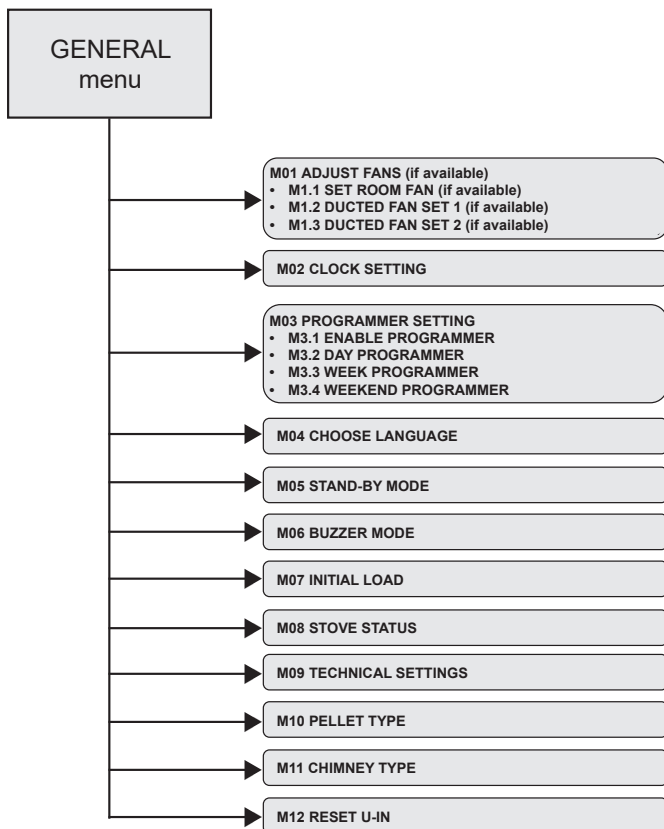 GENERAL
menu
M01 ADJUST FANS (if available)
• M1.1 SET ROOM FAN (if available)
• M1.2 DUCTED FAN SET 1 (if available)
• M1.3 DUCTED FAN SET 2 (if available)
M02 CLOCK SETTING
M03 PROGRAMMER SETTING
• M3.1 ENABLE PROGRAMMER
• M3.2 DAY PROGRAMMER
• M3.3 WEEK PROGRAMMER
• M3.4 WEEKEND PROGRAMMER
M04 CHOOSE LANGUAGE
M05 STAND-BY MODE
M06 BUZZER MODE
M07 INITIAL LOAD
M08 STOVE STATUS
M09 TECHNICAL SETTINGS
M10 PELLET TYPE
M11 CHIMNEY TYPE
M12 RESET U-IN